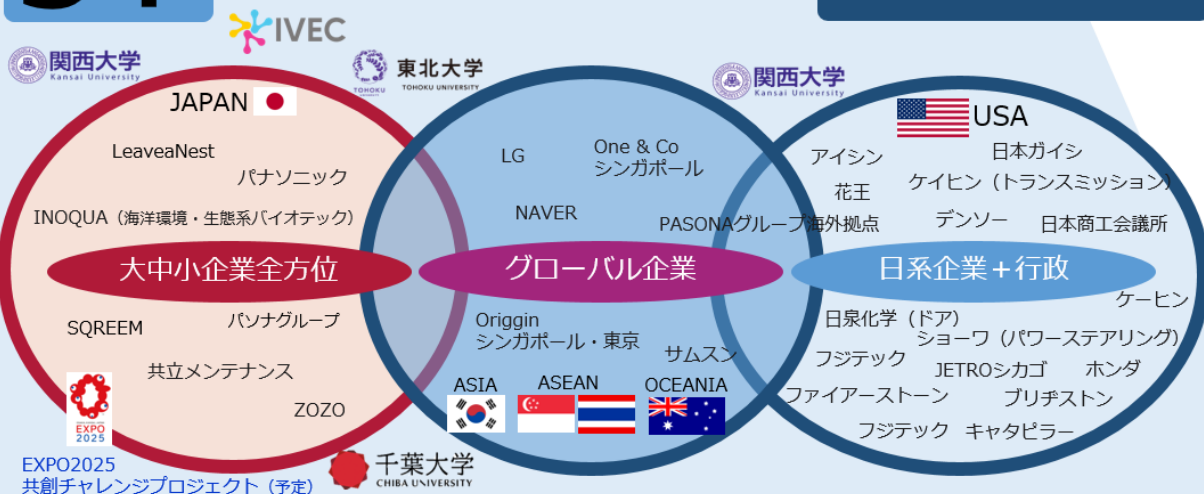 IVEC
関西大学
Kansai University
東北大学
TOHOKU
TOHOKU UNIVERSITY
関西大学
Kansai University
JAPAN
LeaveaNest
パナソニック
INOQUA（海洋環境・生態系バイオテック）
大中小企業全方位
SQREEM
パソナグループ
共立メンテナンス
ZOZO
EXPO
2025
EXPO2025
共創チャレンジプロジェクト（予定）
千葉大学
CHIBA UNIVERSITY
LG
One & Co
シンガポール
NAVER
PASONAグループ海外拠点
グローバル企業
Origgin
シンガポール・東京
サムスン
ASIA
ASEAN
OCEANIA
USA
アイシン
日本ガイシ
花王
ケイヒン（トランスミッション）
デンソー
日本商工会議所
日系企業＋行政
ケーヒン
日泉化学（ドア）
ショーワ（パワーステアリング）
フジテック
JETROシカゴ
ホンダ
ファイアーストーン
ブリヂストン
フジテック
キャタピラー